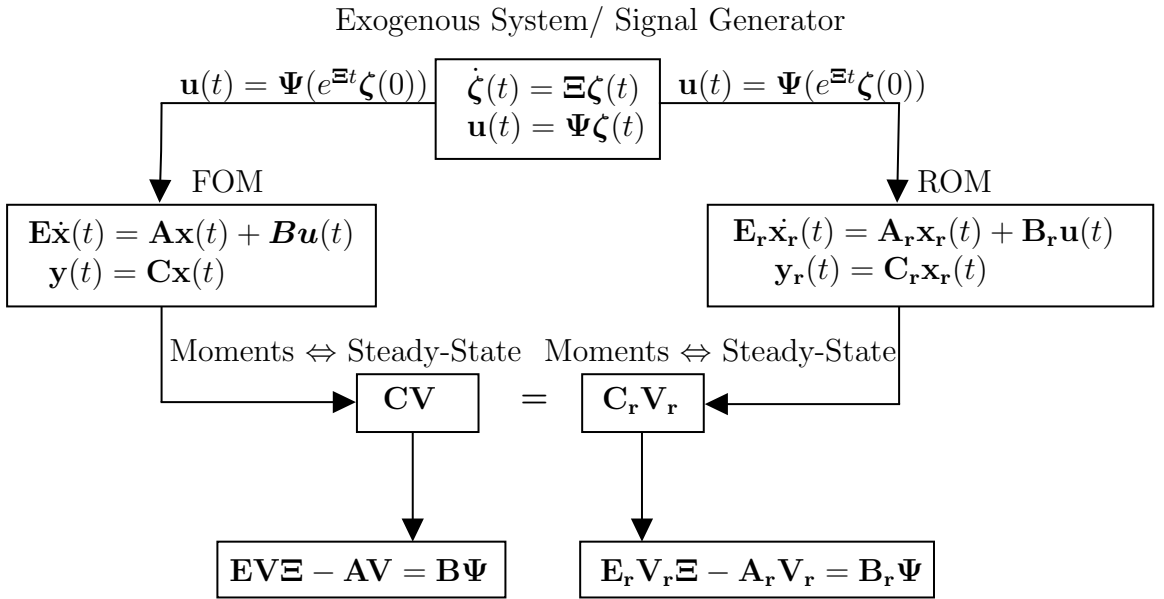 Exogenous System/ Signal Generator
u(t) = Ψ(e^{Ξt}ζ(0))
ζ̇(t) = Ξζ(t)
u(t) = Ψζ(t)
u(t) = Ψ(e^{Ξt}ζ(0))
FOM
Eẋ(t) = Ax(t) + Bu(t)
y(t) = Cx(t)
ROM
E_r ẋ_r(t) = A_r x_r(t) + B_r u(t)
y_r(t) = C_r x_r(t)
Moments ⇔ Steady-State
Moments ⇔ Steady-State
CV
=
C_r V_r
EVΞ − AV = BΨ
E_r V_r Ξ − A_r V_r = B_r Ψ